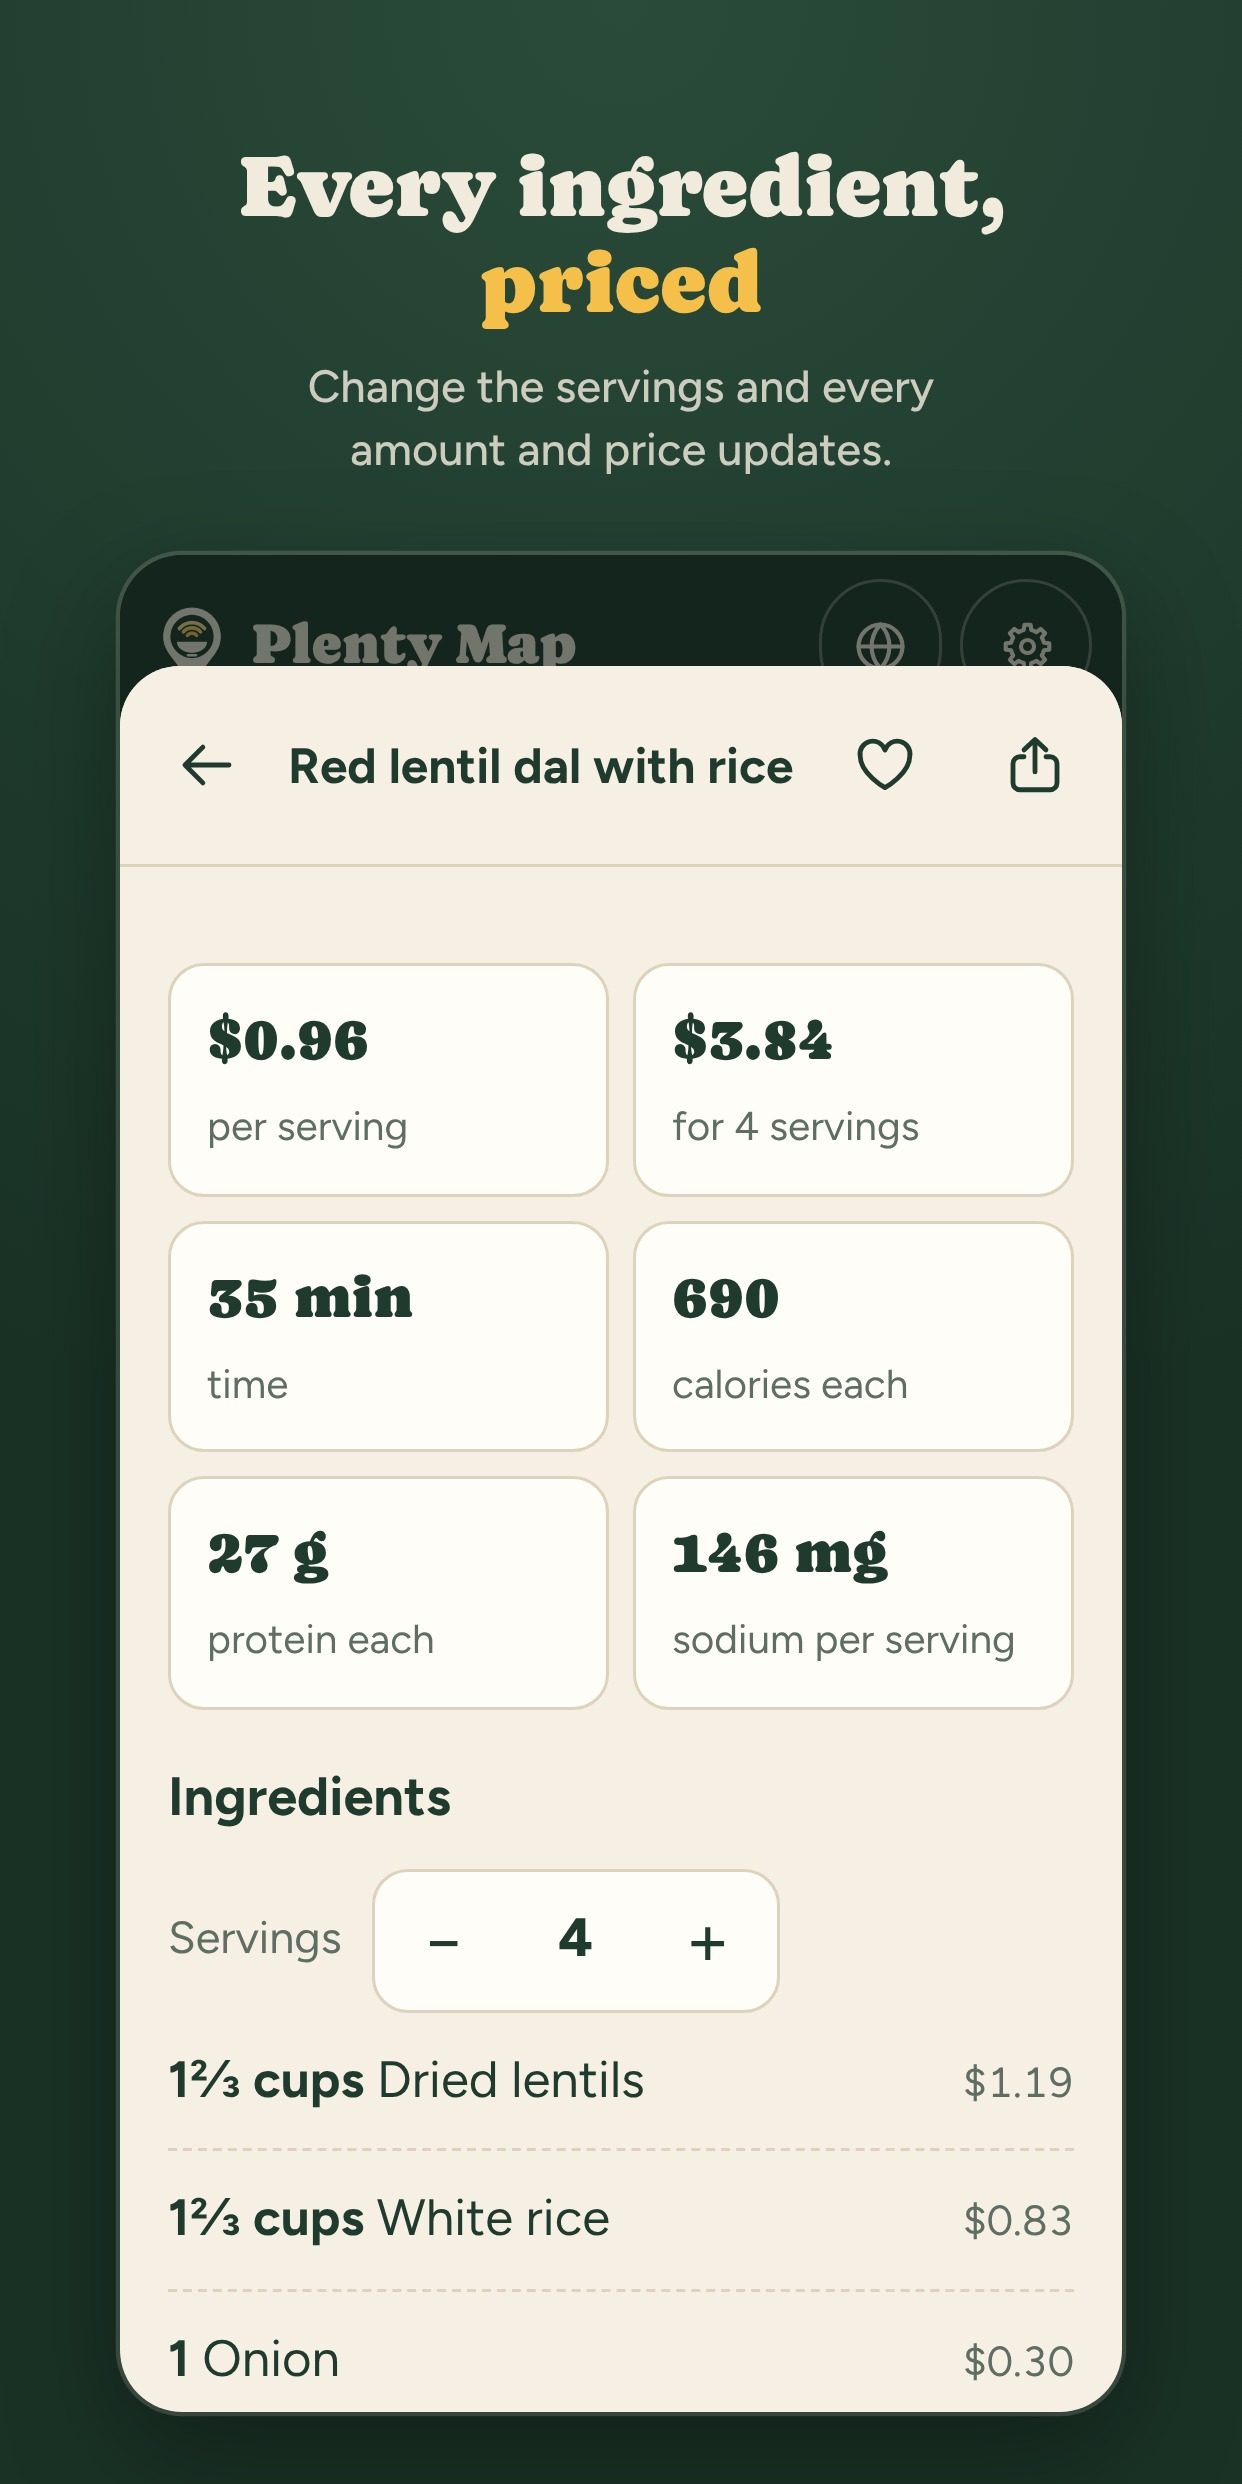 Every ingredient,
priced
Change the servings and every
amount and price updates.
Plenty Map
Red lentil dal with rice
$0.96
per serving
$3.84
for 4 servings
35 min
time
690
calories each
27 g
protein each
146 mg
sodium per serving
Ingredients
Servings − 4 +
1⅔ cups Dried lentils $1.19
1⅔ cups White rice $0.83
1 Onion $0.30